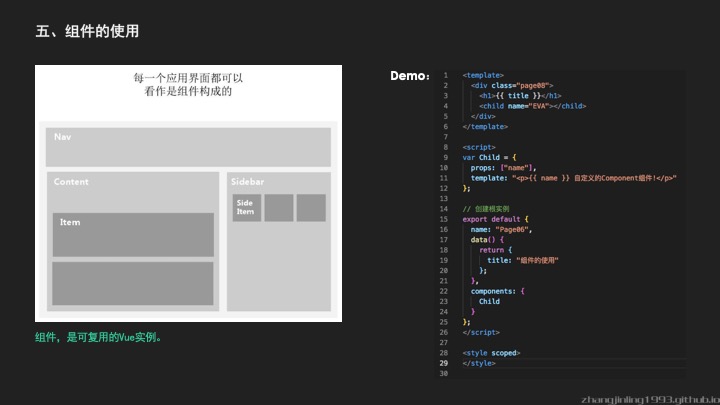 五、组件的使用
每一个应用界面都可以
看作是组件构成的
Nav
Content
Item
Sidebar
Side
Item
组件，是可复用的Vue实例。
Demo：
1 <template>
2 <div class="page08">
3 <h1>{{ title }}</h1>
4 <child name="EVA"></child>
5 </div>
6 </template>
7
8 <script>
9 var Child = {
10 props: ["name"],
11 template: "<p>{{ name }} 自定义的Component组件!</p>"
12 };
13
14 // 创建根实例
15 export default {
16 name: "Page06",
17 data() {
18 return {
19 title: "组件的使用"
20 };
21 },
22 components: {
23 Child
24 }
25 };
26 </script>
27
28 <style scoped>
29 </style>
30
zhangjinling1993.github.io